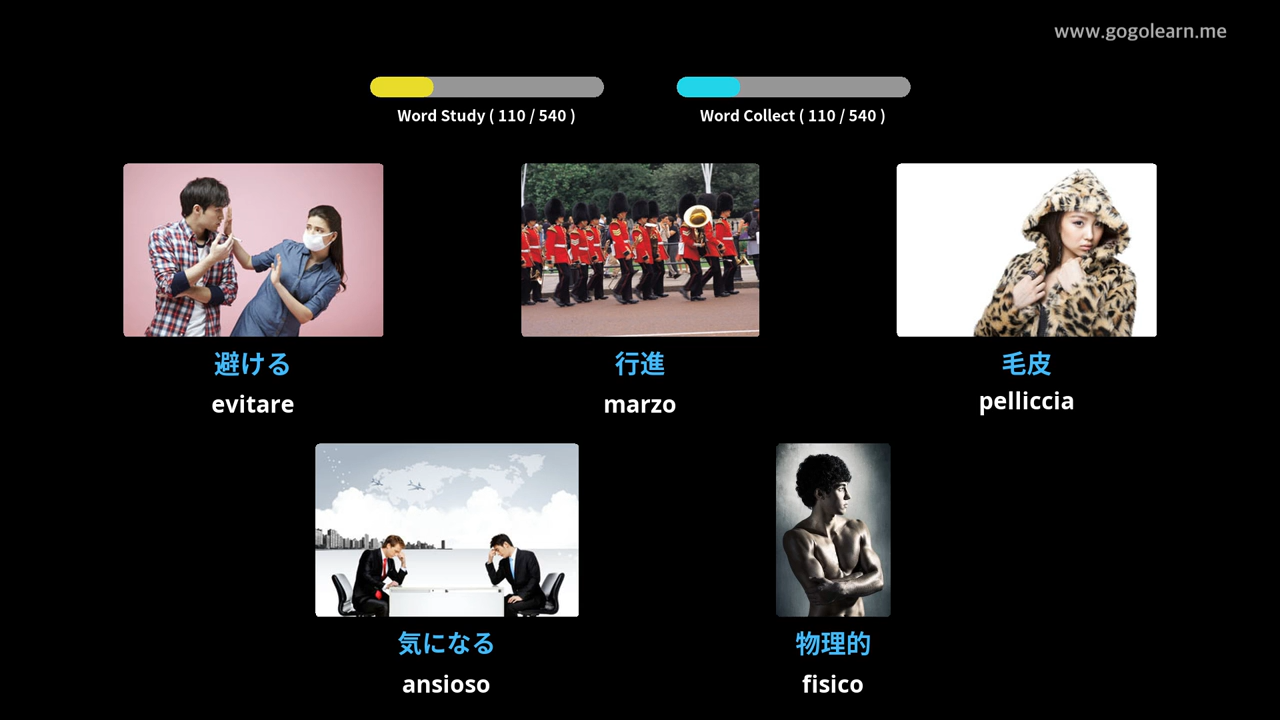 www.gogolearn.me
Word Study ( 110 / 540 )
Word Collect ( 110 / 540 )
避ける
evitare
行進
marzo
毛皮
pelliccia
気になる
ansioso
物理的
fisico